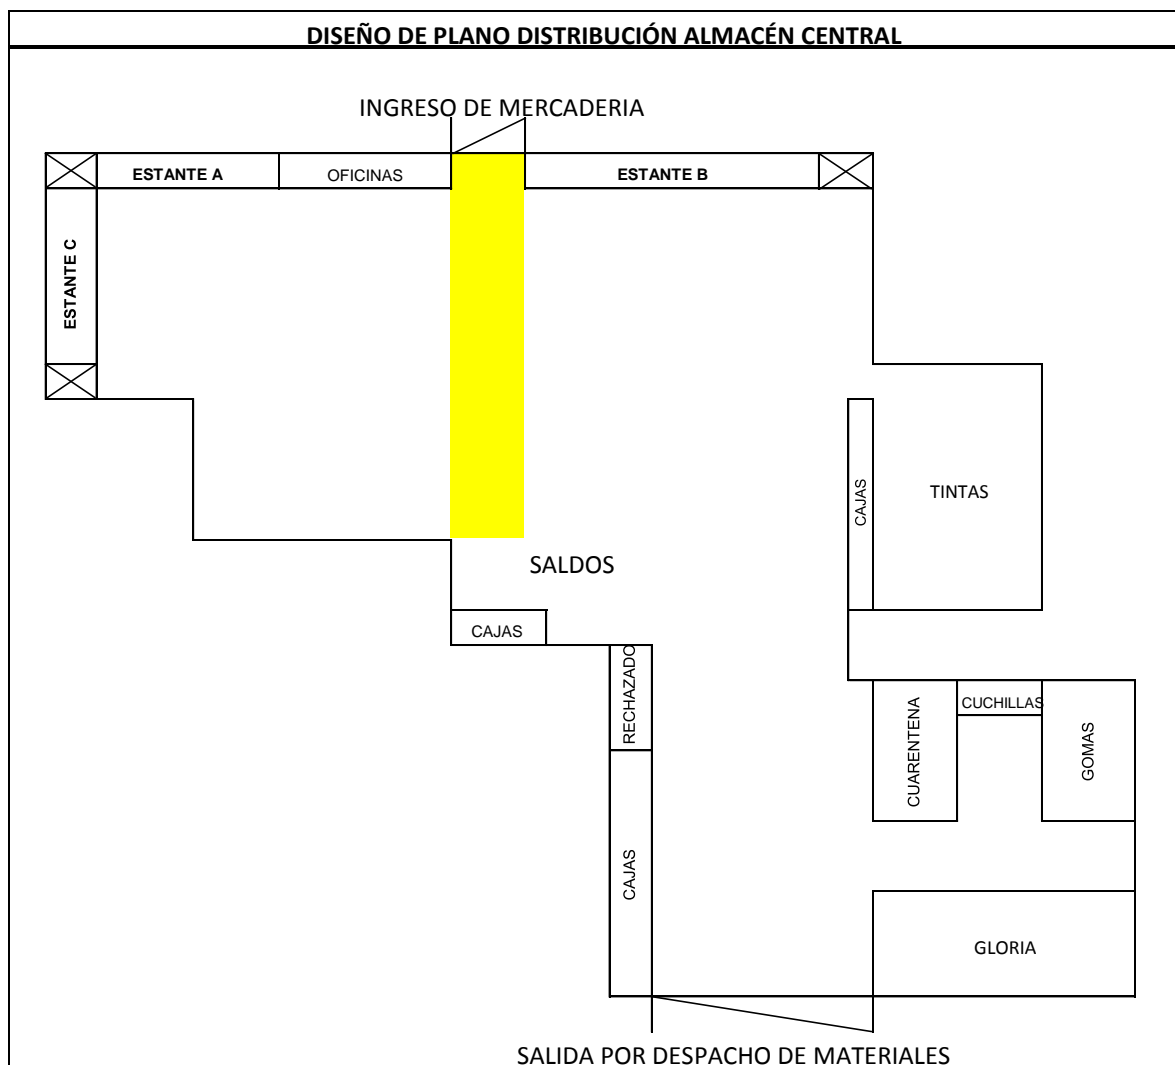 DISEÑO DE PLANO DISTRIBUCIÓN ALMACÉN CENTRAL
INGRESO DE MERCADERIA
ESTANTE A
OFICINAS
ESTANTE B
ESTANTE C
CAJAS
TINTAS
SALDOS
CAJAS
RECHAZADO
CUARENTENA
CUCHILLAS
GOMAS
CAJAS
GLORIA
SALIDA POR DESPACHO DE MATERIALES